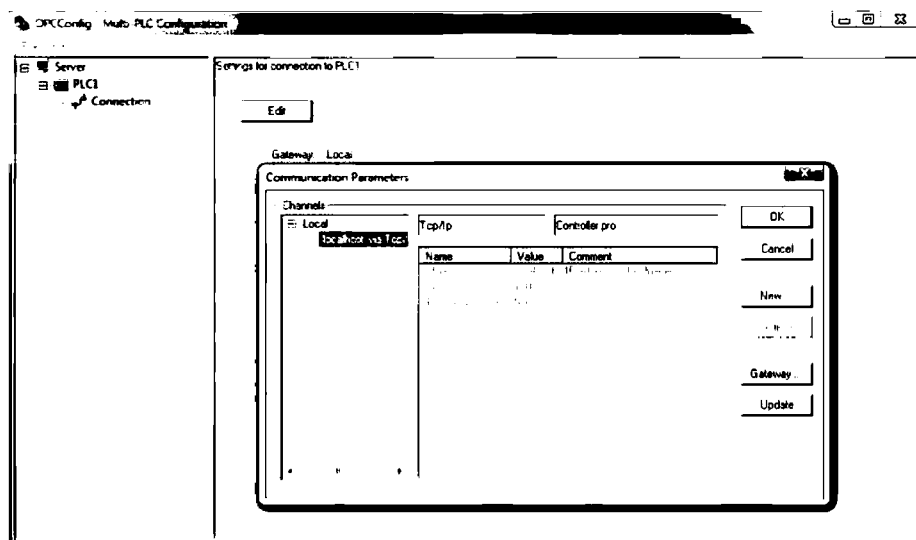 OPCConfig Multi PLC Configuration
Server
PLC1
Connection
Settings for connection to PLC1
Edit
Gateway Local
Communication Parameters
Channels
Local
localhost via Tcp/
Tcp/Ip
Controller pro
Name Value Comment
OK
Cancel
New
Gateway...
Update